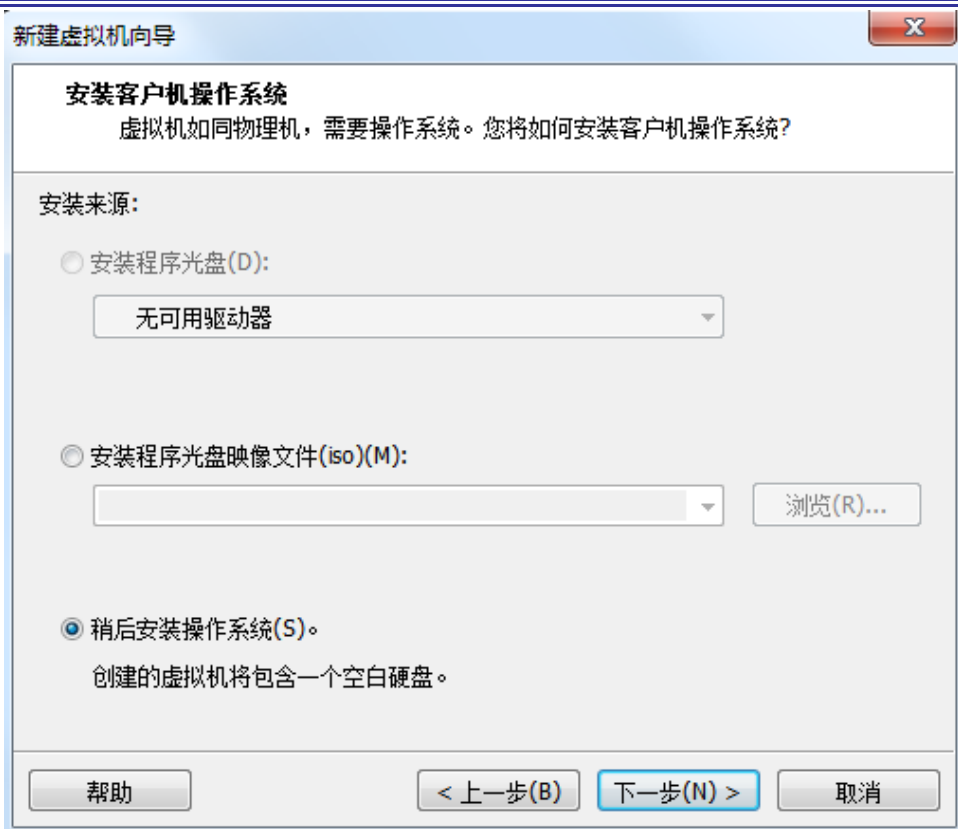 新建虚拟机向导
安装客户机操作系统
虚拟机如同物理机，需要操作系统。您将如何安装客户机操作系统?
安装来源:
安装程序光盘(D):
无可用驱动器
安装程序光盘映像文件(iso)(M):
浏览(R)...
稍后安装操作系统(S)。
创建的虚拟机将包含一个空白硬盘。
帮助 < 上一步(B) 下一步(N) > 取消